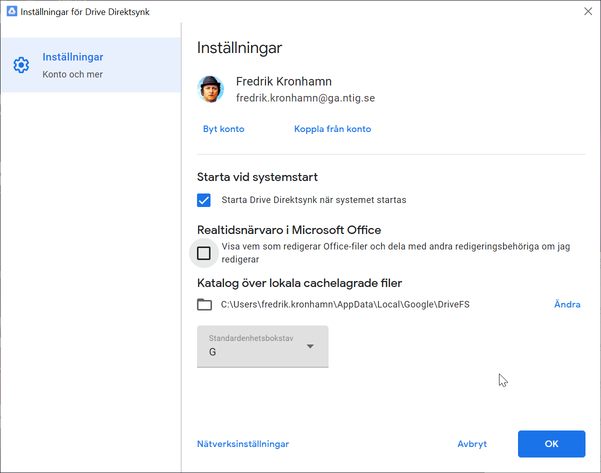 Inställningar för Drive Direktsynk
Inställningar
Konto och mer
Inställningar
Fredrik Kronhamn
fredrik.kronhamn@ga.ntig.se
Byt konto
Koppla från konto
Starta vid systemstart
Starta Drive Direktsynk när systemet startas
Realtidsnärvaro i Microsoft Office
Visa vem som redigerar Office-filer och dela med andra redigeringsbehöriga om jag
redigerar
Katalog över lokala cachelagrade filer
C:\Users\fredrik.kronhamn\AppData\Local\Google\DriveFS
Ändra
Standardenhetsbokstav
G
Nätverksinställningar
Avbryt
OK